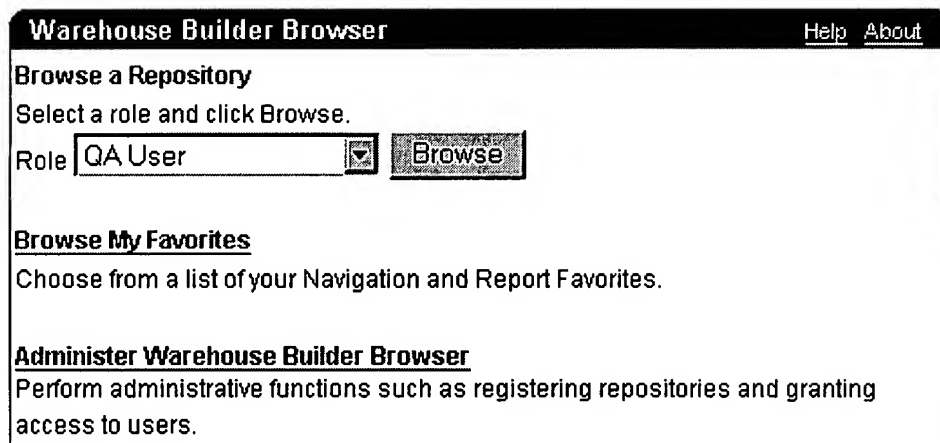 Warehouse Builder Browser Help About
Browse a Repository
Select a role and click Browse.
Role QA User Browse
Browse My Favorites
Choose from a list of your Navigation and Report Favorites.
Administer Warehouse Builder Browser
Perform administrative functions such as registering repositories and granting
access to users.